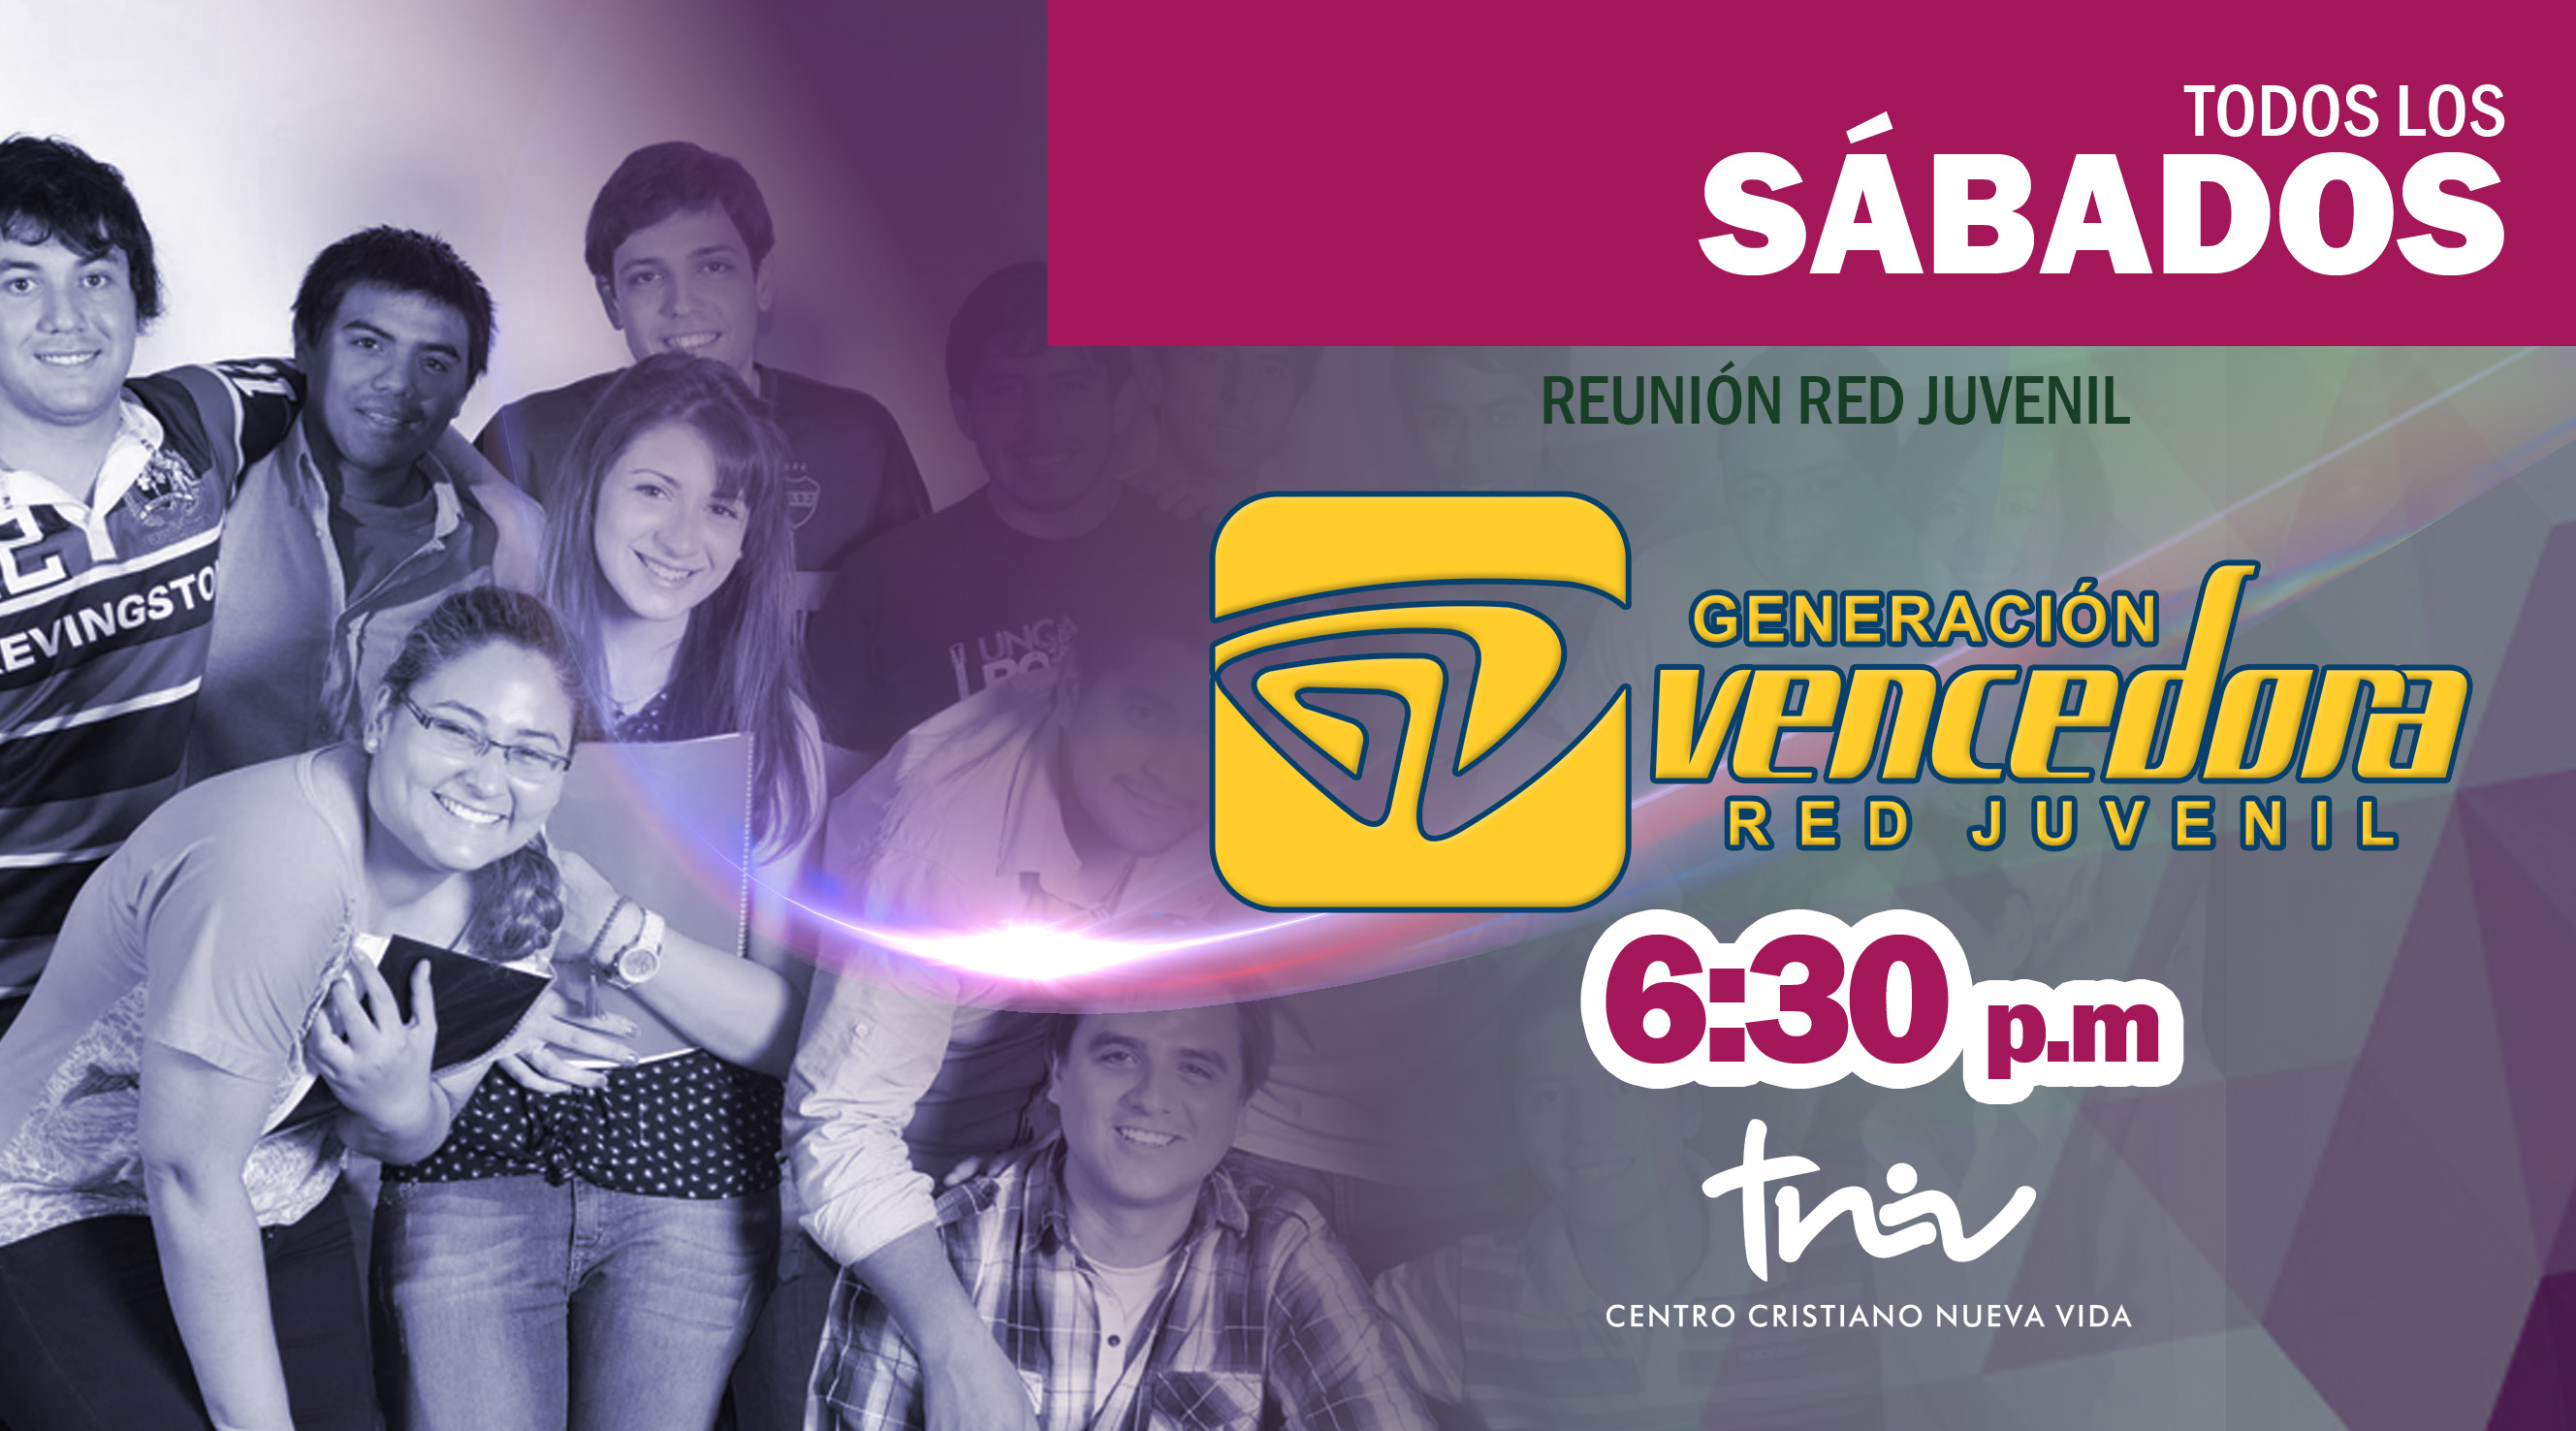 TODOS LOS
SÁBADOS
REUNIÓN RED JUVENIL
GENERACIÓN
vencedora
RED JUVENIL
6:30 p.m
CENTRO CRISTIANO NUEVA VIDA